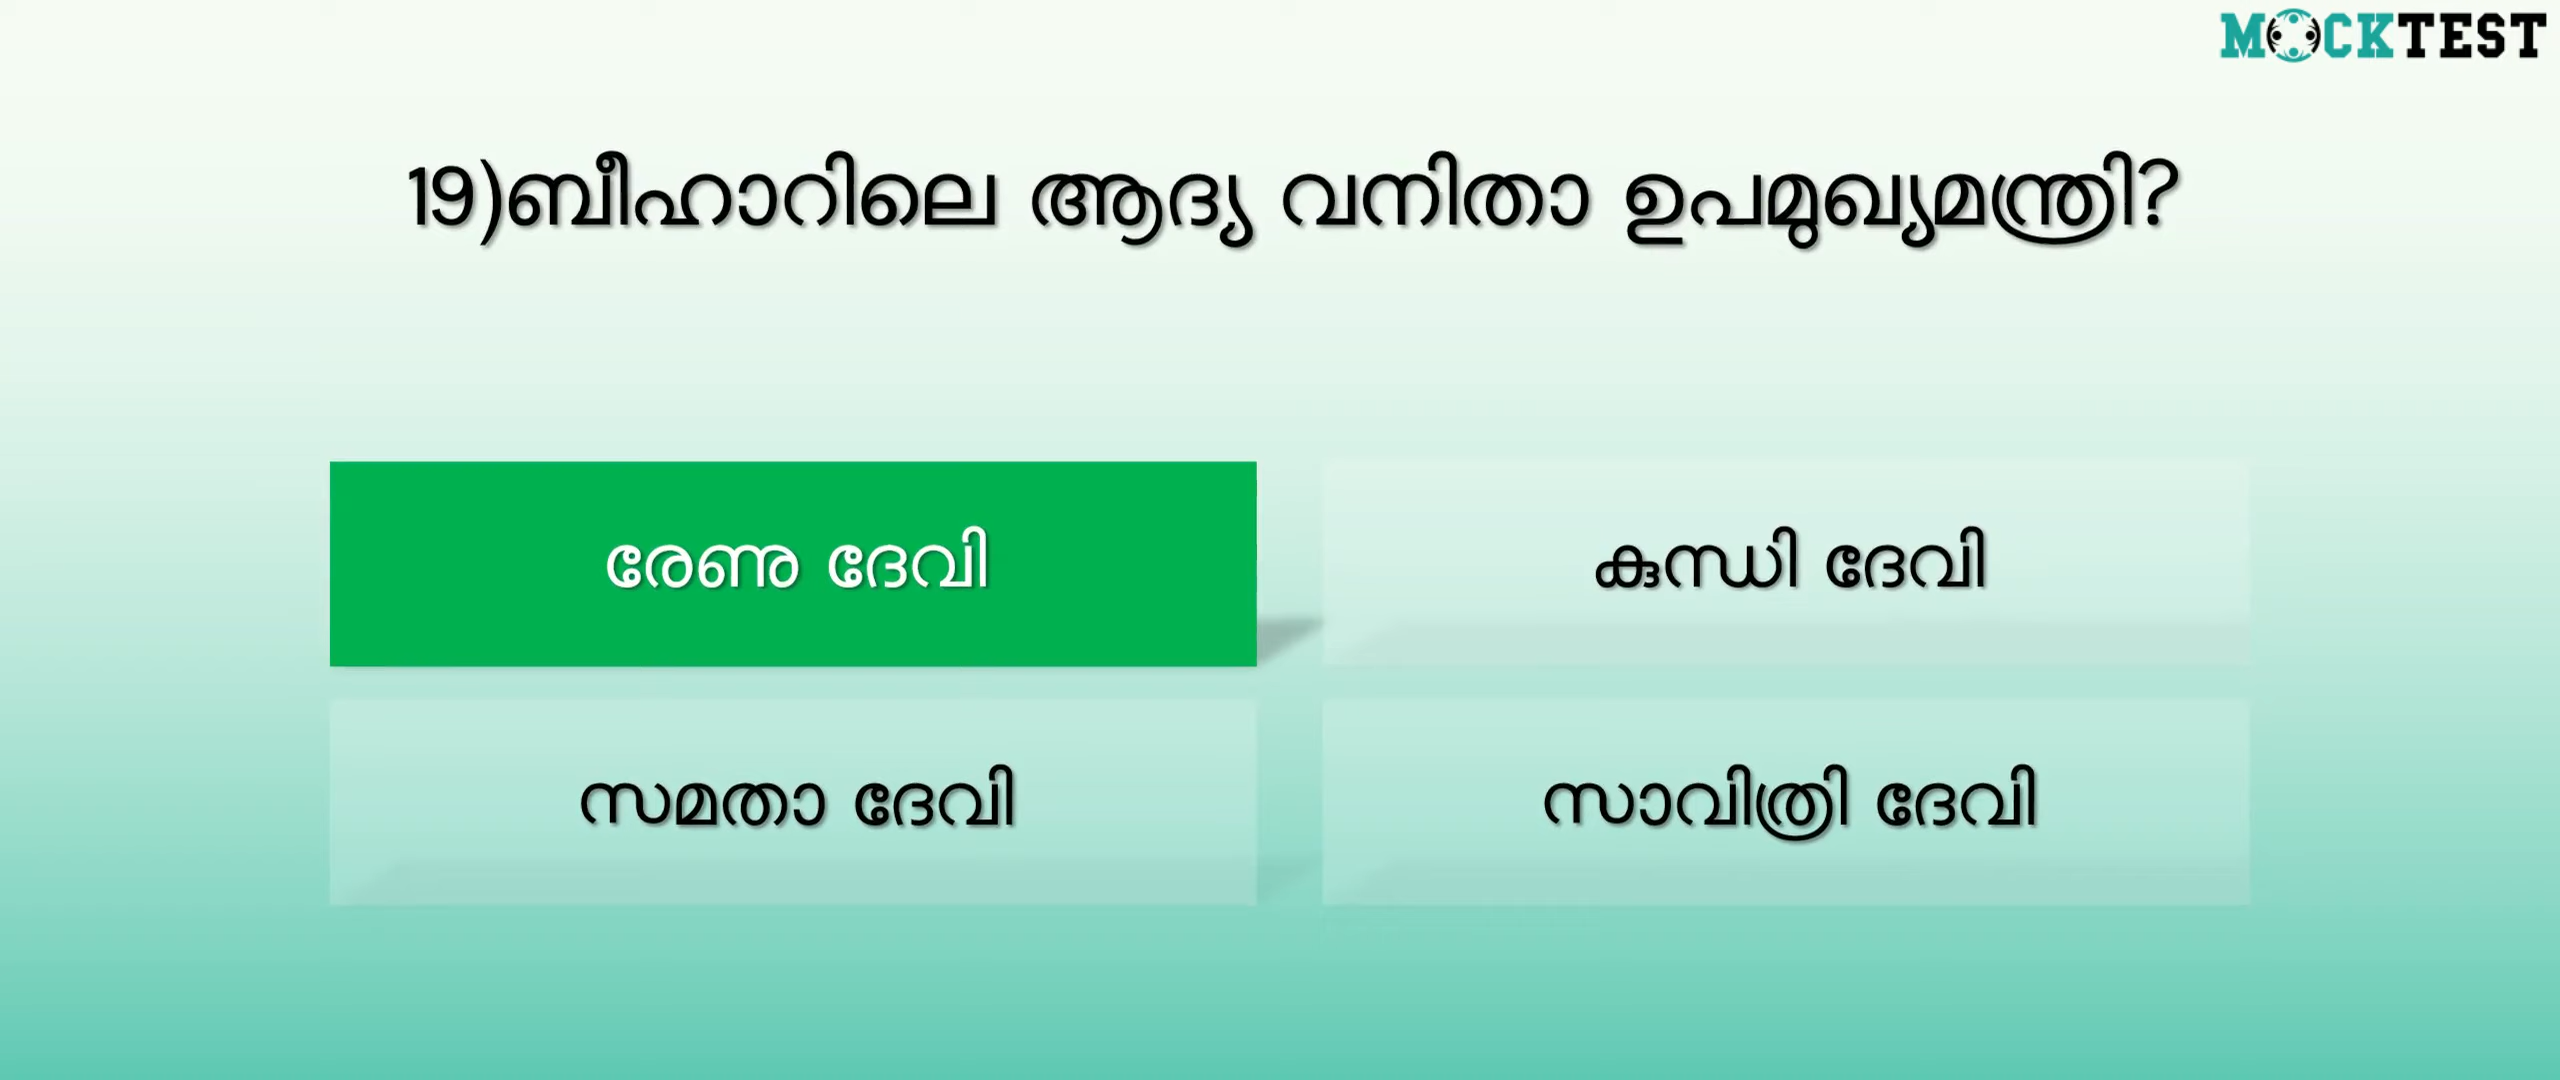 MOCKTEST
19)ബീഹാറിലെ ആദ്യ വനിതാ ഉപമുഖ്യമന്ത്രി?
രേണു ദേവി
കുന്ധി ദേവി
സമതാ ദേവി
സാവിത്രി ദേവി